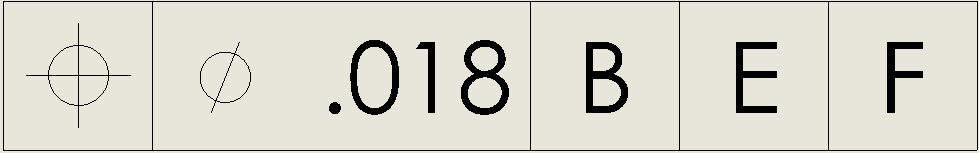 ⌖ ⌀ .018 B E F